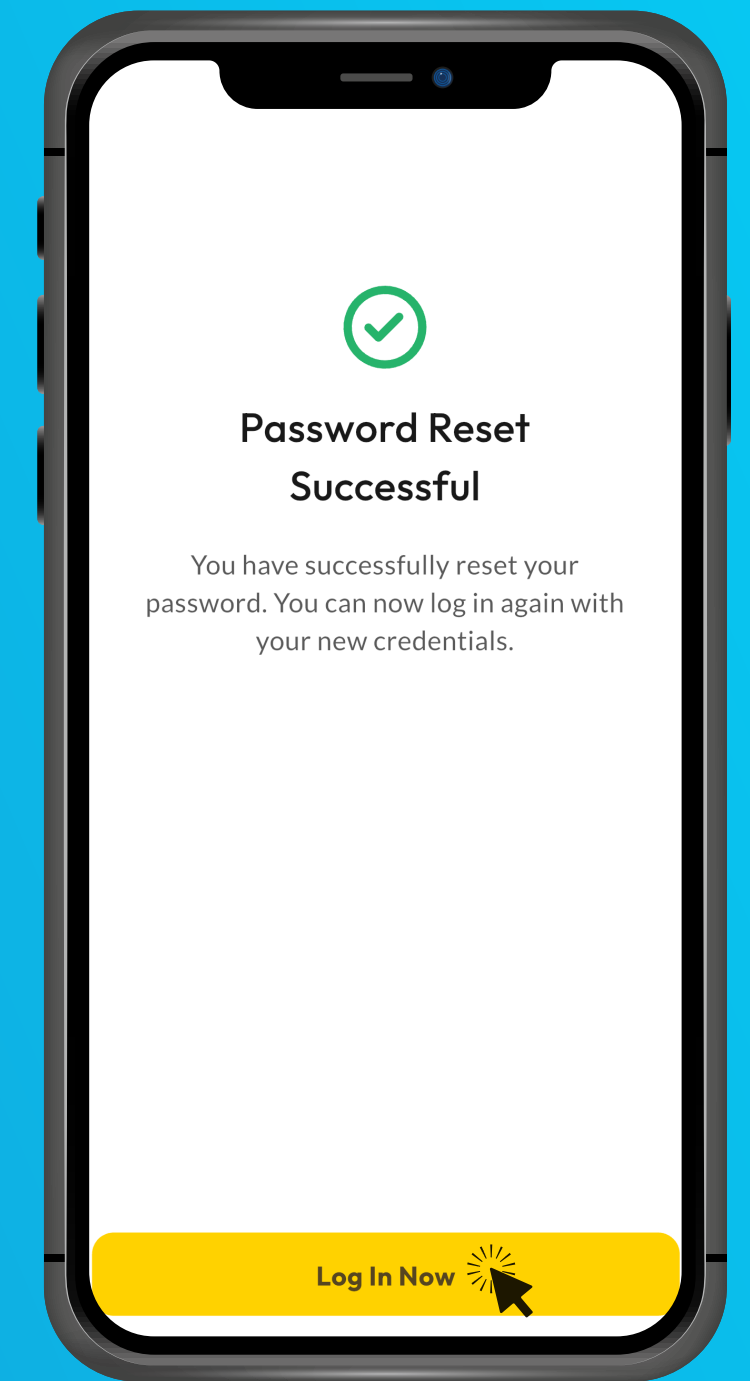 Password Reset
Successful
You have successfully reset your
password. You can now log in again with
your new credentials.
Log In Now